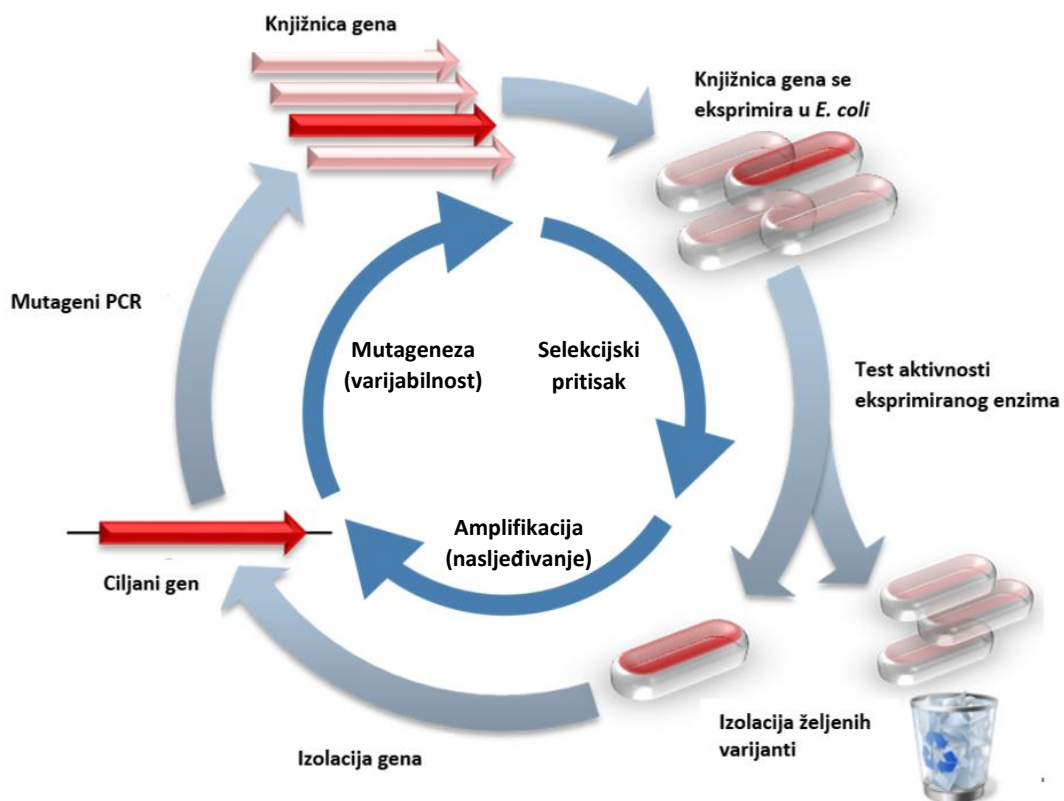 Knjižnica gena
Knjižnica gena se
eksprimira u E. coli
Mutageni PCR
Mutageneza
(varijabilnost)
Selekcijski
pritisak
Test aktivnosti
eksprimiranog enzima
Amplifikacija
(nasljeđivanje)
Ciljani gen
Izolacija željenih
varijanti
Izolacija gena